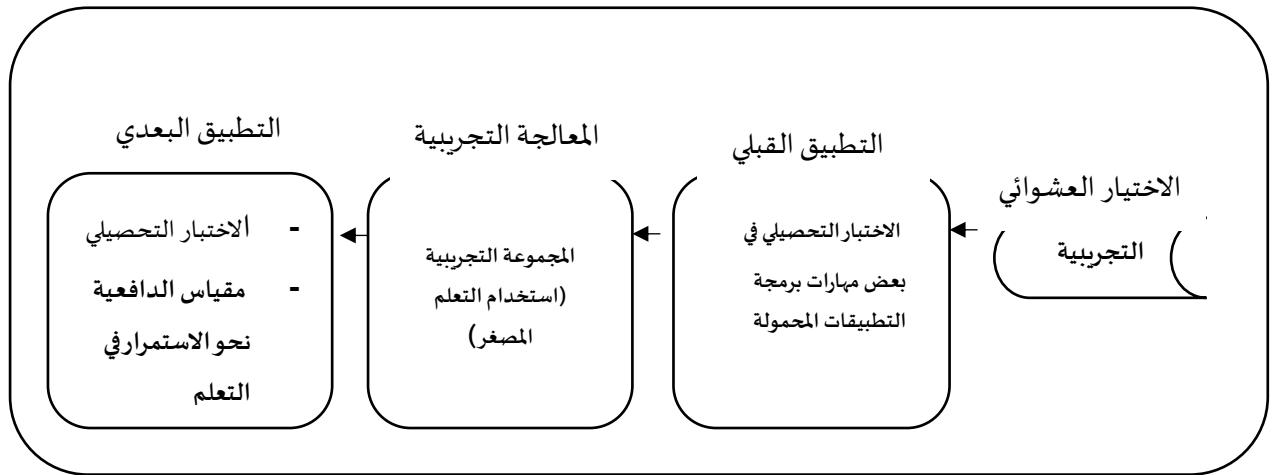 الاختيار العشوائي
التجريبية
التطبيق القبلي
الاختبار التحصيلي في
بعض مهارات برمجة
التطبيقات المحمولة
المعالجة التجريبية
المجموعة التجريبية
(استخدام التعلم
المصغر)
التطبيق البعدي
- الاختبار التحصيلي
- مقياس الدافعية
نحو الاستمرار في
التعلم